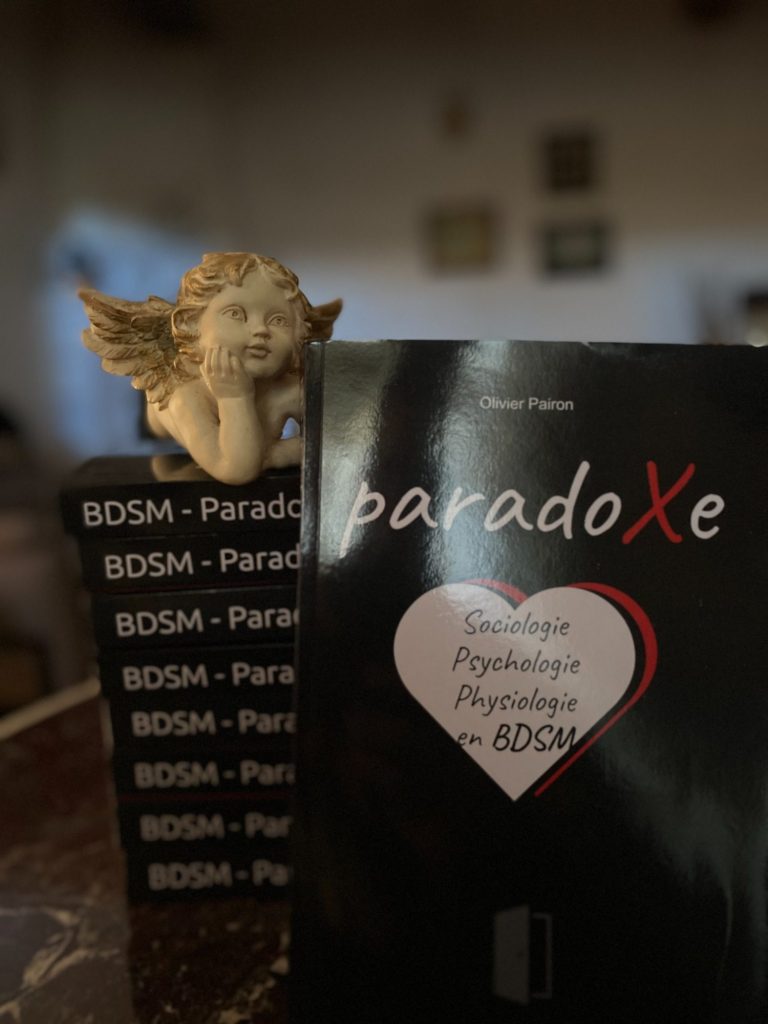 Olivier Pairon
paradoXe
Sociologie
Psychologie
Physiologie
en BDSM
BDSM - Parado
BDSM - Parad
BDSM - Parad
BDSM - Para
BDSM - Para
BDSM - Para
BDSM - Par
BDSM - Pa